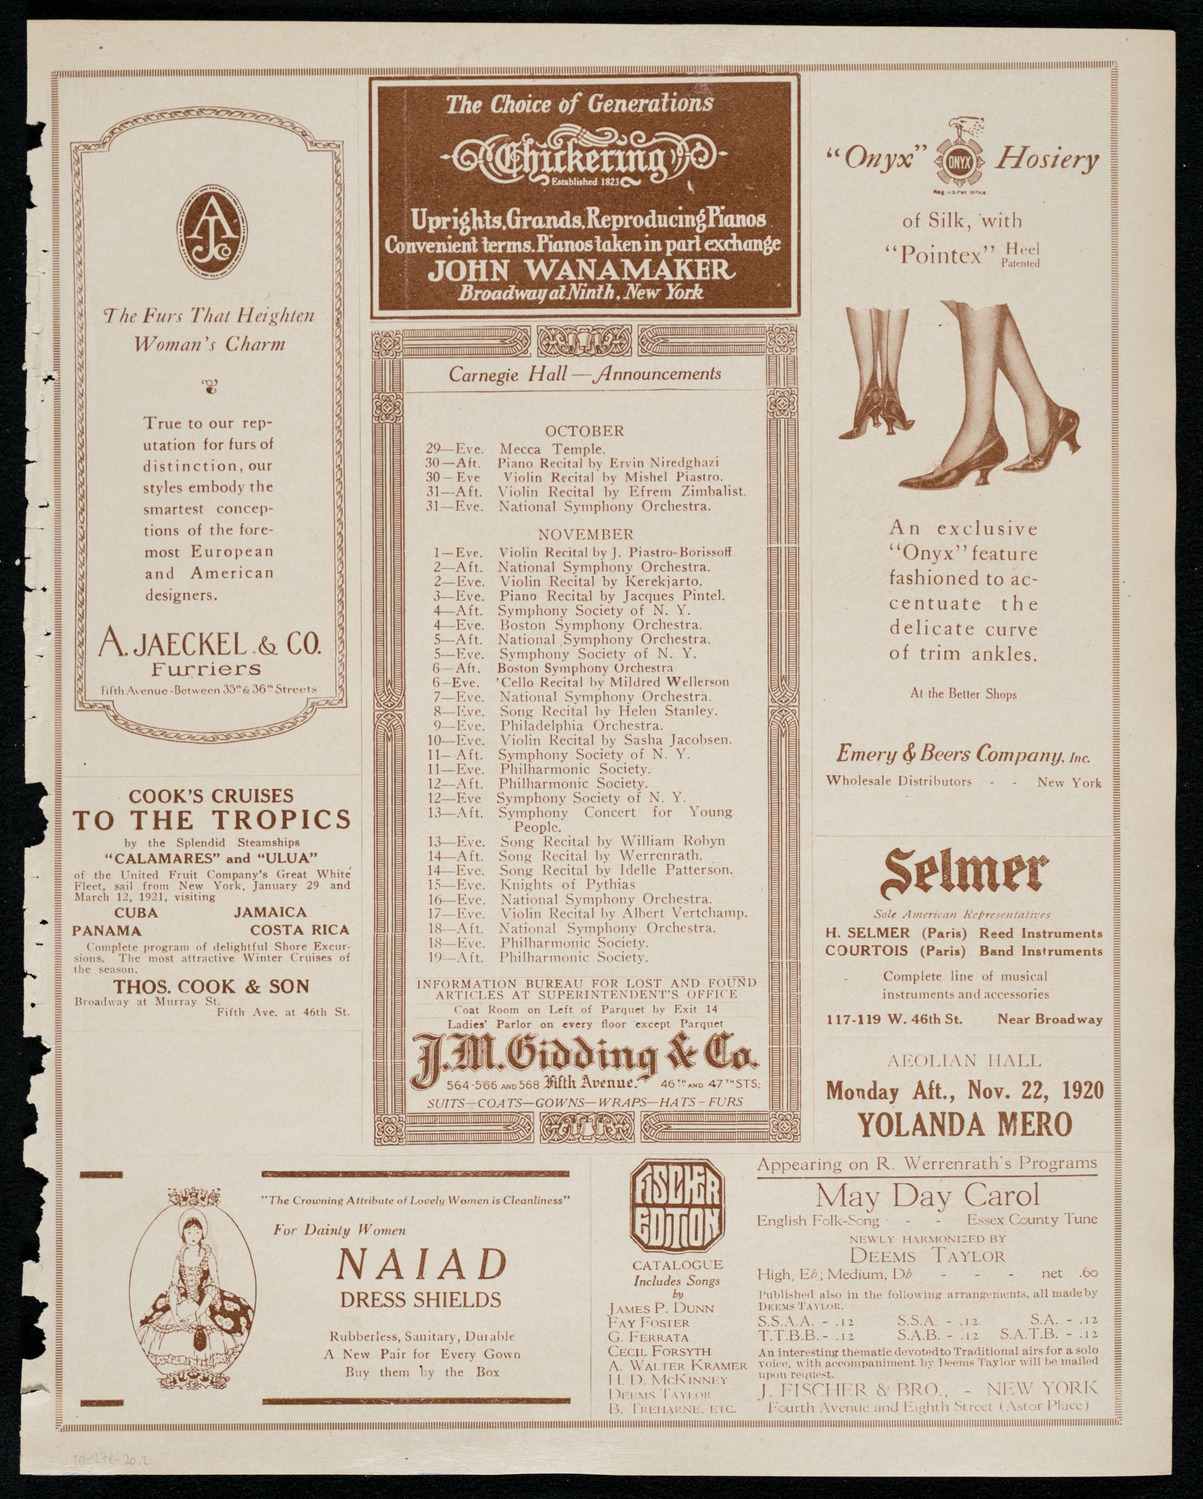 AJCo
The Furs That Heighten
Woman's Charm
True to our rep-
utation for furs of
distinction, our
styles embody the
smartest concep-
tions of the fore-
most European
and American
designers.
A. JAECKEL & CO.
Furriers
Fifth Avenue-Between 35th & 36th Streets
COOK'S CRUISES
TO THE TROPICS
by the Splendid Steamships
"CALAMARES" and "ULUA"
of the United Fruit Company's Great White
Fleet, sail from New York, January 29 and
March 12, 1921, visiting
CUBA JAMAICA
PANAMA COSTA RICA
Complete program of delightful Shore Excur-
sions. The most attractive Winter Cruises of
the season.
THOS. COOK & SON
Broadway at Murray St.
Fifth Ave. at 46th St.
The Choice of Generations
Chickering
Established 1823
Uprights, Grands, Reproducing Pianos
Convenient terms. Pianos taken in part exchange
JOHN WANAMAKER
Broadway at Ninth, New York
Carnegie Hall — Announcements
OCTOBER
29—Eve. Mecca Temple.
30—Aft. Piano Recital by Ervin Niredghazi
30—Eve Violin Recital by Mishel Piastro.
31—Aft. Violin Recital by Efrem Zimbalist.
31—Eve. National Symphony Orchestra.
NOVEMBER
1—Eve. Violin Recital by J. Piastro-Borissoff
2—Aft. National Symphony Orchestra.
2—Eve. Violin Recital by Kerekjarto.
3—Eve. Piano Recital by Jacques Pintel.
4—Aft. Symphony Society of N. Y.
4—Eve. Boston Symphony Orchestra.
5—Aft. National Symphony Orchestra.
5—Eve. Symphony Society of N. Y.
6—Aft. Boston Symphony Orchestra
6—Eve. 'Cello Recital by Mildred Wellerson
7—Eve. National Symphony Orchestra.
8—Eve. Song Recital by Helen Stanley.
9—Eve. Philadelphia Orchestra.
10—Eve. Violin Recital by Sasha Jacobsen.
11—Aft. Symphony Society of N. Y.
11—Eve. Philharmonic Society.
12—Aft. Philharmonic Society.
12—Eve Symphony Society of N. Y.
13—Aft. Symphony Concert for Young
People.
13—Eve. Song Recital by William Robyn
14—Aft. Song Recital by Werrenrath.
14—Eve. Song Recital by Idelle Patterson.
15—Eve. Knights of Pythias
16—Eve. National Symphony Orchestra.
17—Eve. Violin Recital by Albert Vertchamp.
18—Aft. National Symphony Orchestra.
18—Eve. Philharmonic Society.
19—Aft. Philharmonic Society.
INFORMATION BUREAU FOR LOST AND FOUND
ARTICLES AT SUPERINTENDENT'S OFFICE
Coat Room on Left of Parquet by Exit 14
Ladies' Parlor on every floor except Parquet
J. M. Gidding & Co.
564-566 AND 568 Fifth Avenue. 46TH AND 47TH STS.
SUITS—COATS—GOWNS—WRAPS—HATS—FURS
"Onyx" ONYX Hosiery
Reg. U.S. Pat. Office
of Silk, with
"Pointex" Heel
Patented
An exclusive
"Onyx" feature
fashioned to ac-
centuate the
delicate curve
of trim ankles.
At the Better Shops
Emery & Beers Company, Inc.
Wholesale Distributors - - New York
Selmer
Sole American Representatives
H. SELMER (Paris) Reed Instruments
COURTOIS (Paris) Band Instruments
Complete line of musical
instruments and accessories
117-119 W. 46th St. Near Broadway
AEOLIAN HALL
Monday Aft., Nov. 22, 1920
YOLANDA MERO
"The Crowning Attribute of Lovely Women is Cleanliness"
For Dainty Women
NAIAD
DRESS SHIELDS
Rubberless, Sanitary, Durable
A New Pair for Every Gown
Buy them by the Box
FISCHER
EDITION
CATALOGUE
Includes Songs
by
JAMES P. DUNN
FAY FOSTER
G. FERRATA
CECIL FORSYTH
A. WALTER KRAMER
H. D. McKINNEY
DEEMS TAYLOR
B. TREHARNE, ETC.
Appearing on R. Werrenrath's Programs
May Day Carol
English Folk-Song - - Essex County Tune
NEWLY HARMONIZED BY
DEEMS TAYLOR
High, E♭; Medium, D♭ - - - net .60
Published also in the following arrangements, all made by
DEEMS TAYLOR.
S.S.A.A. - .12 S.S.A. - .12 S.A. - .12
T.T.B.B. - .12 S.A.B. - .12 S.A.T.B. - .12
An interesting thematic devoted to Traditional airs for a solo
voice, with accompaniment by Deems Taylor will be mailed
upon request.
J. FISCHER & BRO., - NEW YORK
Fourth Avenue and Eighth Street (Astor Place)